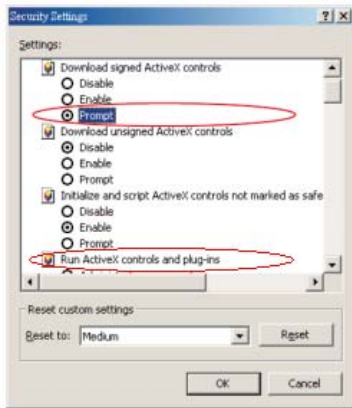 Security Settings
Settings:
Download signed ActiveX controls
Disable
Enable
Prompt
Download unsigned ActiveX controls
Disable
Enable
Prompt
Initialize and script ActiveX controls not marked as safe
Disable
Enable
Prompt
Run ActiveX controls and plug-ins
Reset custom settings
Reset to: Medium Reset
OK Cancel